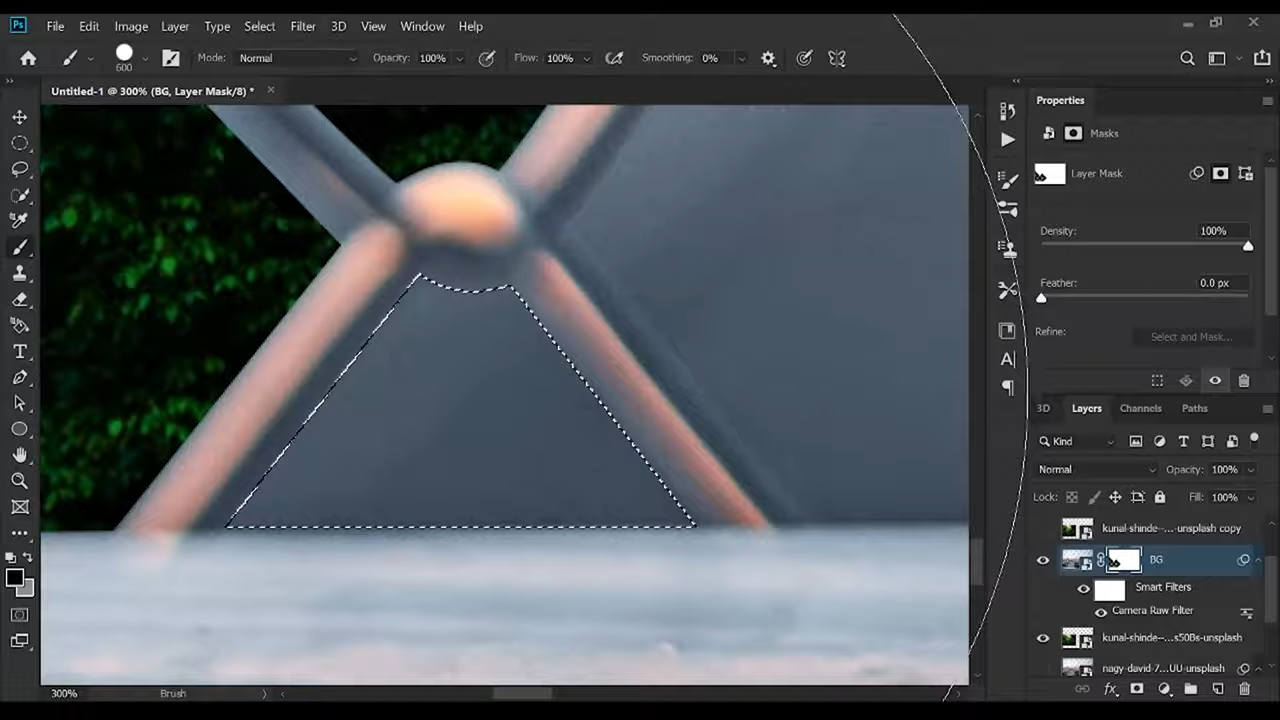 Ps File Edit Image Layer Type Select Filter 3D View Window Help
600 Mode: Normal Opacity: 100% Flow: 100% Smoothing: 0%
Untitled-1 @ 300% (BG, Layer Mask/8) *
Properties
Masks
Layer Mask
Density: 100%
Feather: 0.0 px
Refine: Select and Mask...
3D Layers Channels Paths
Kind
Normal Opacity: 100%
Lock: Fill: 100%
kunal-shinde--...-unsplash copy
BG
Smart Filters
Camera Raw Filter
kunal-shinde--...s50Bs-unsplash
nagy-david-7...UU-unsplash
300% Brush
fx